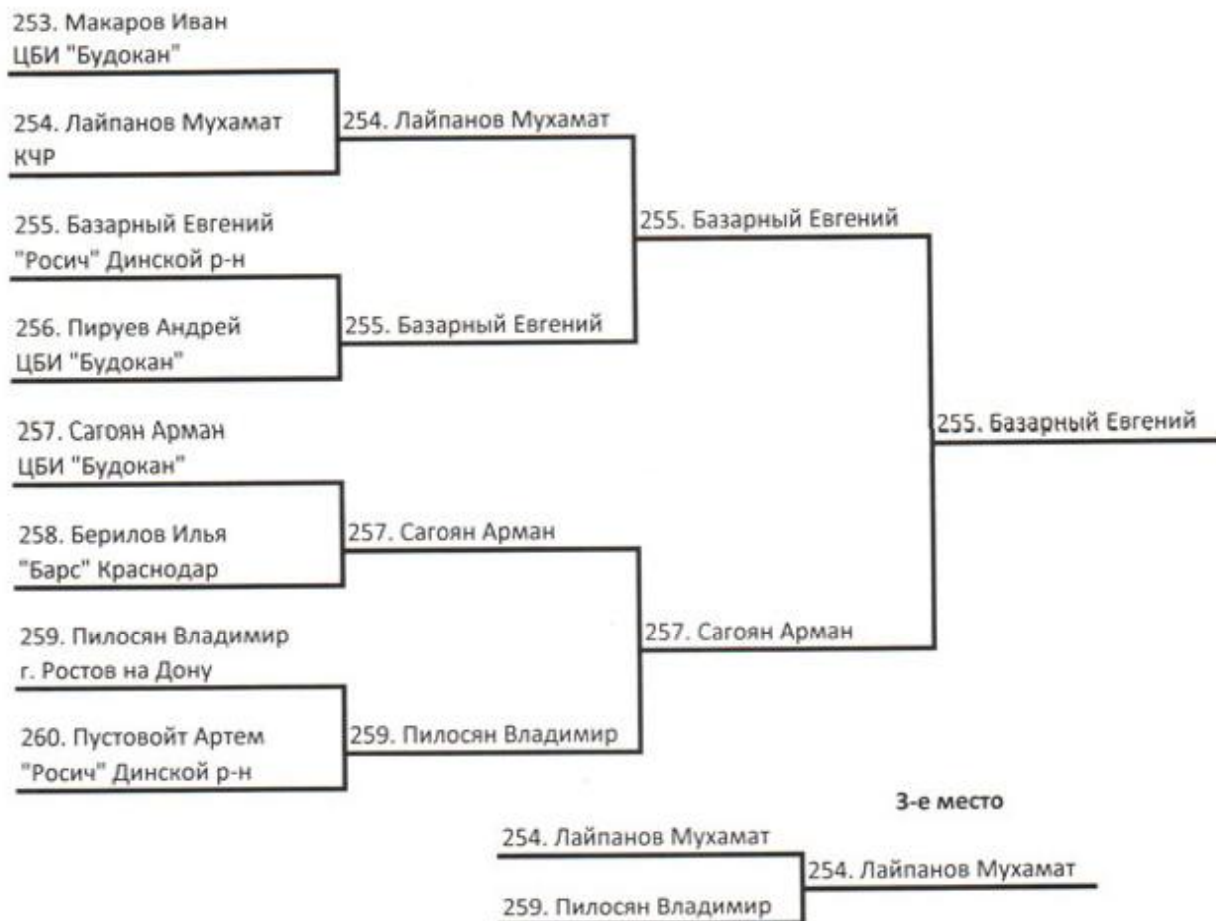 253. Макаров Иван
ЦБИ "Будокан"
254. Лайпанов Мухамат
КЧР
254. Лайпанов Мухамат
255. Базарный Евгений
"Росич" Динской р-н
255. Базарный Евгений
256. Пируев Андрей
ЦБИ "Будокан"
255. Базарный Евгений
257. Сагоян Арман
ЦБИ "Будокан"
255. Базарный Евгений
258. Берилов Илья
"Барс" Краснодар
257. Сагоян Арман
259. Пилосян Владимир
г. Ростов на Дону
257. Сагоян Арман
260. Пустовойт Артем
"Росич" Динской р-н
259. Пилосян Владимир
3-е место
254. Лайпанов Мухамат
254. Лайпанов Мухамат
259. Пилосян Владимир